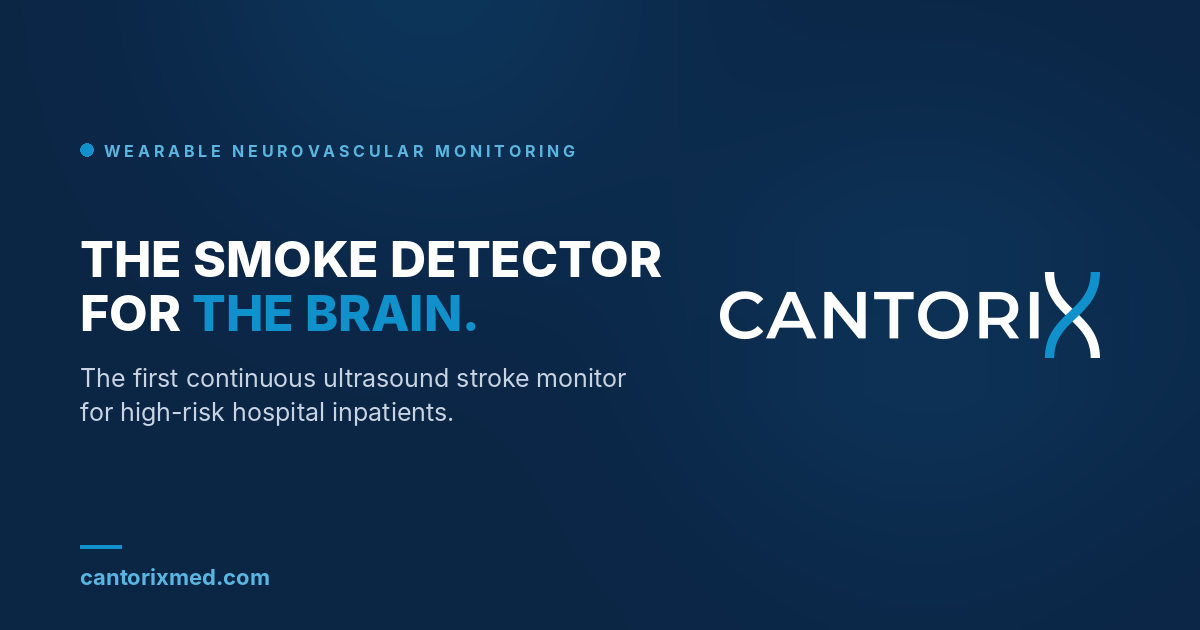 WEARABLE NEUROVASCULAR MONITORING
THE SMOKE DETECTOR
FOR THE BRAIN.
The first continuous ultrasound stroke monitor
for high-risk hospital inpatients.
CANTORIX
cantorixmed.com